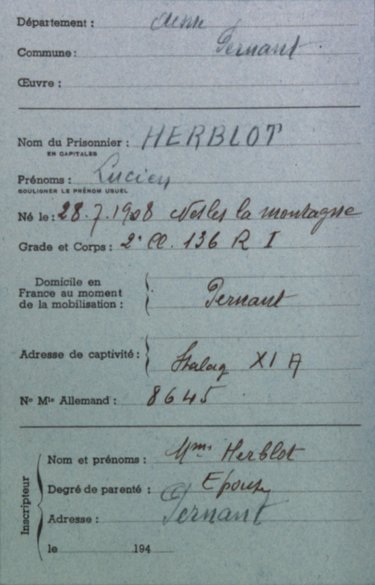 Département : Aisne
Commune : Pernant
Œuvre :
Nom du Prisonnier : HERBLOT
EN CAPITALES
Prénoms : Lucien
SOULIGNER LE PRÉNOM USUEL
Né le : 28.7.1908 Nesles la montagne
Grade et Corps : 2e Cl. 136 R I
Domicile en
France au moment
de la mobilisation : Pernant
Adresse de captivité : Stalag XI A
No Mle Allemand : 8645
Inscripteur
Nom et prénoms : Mme Herblot
Degré de parenté : Epouse
Adresse : Pernant
le 194